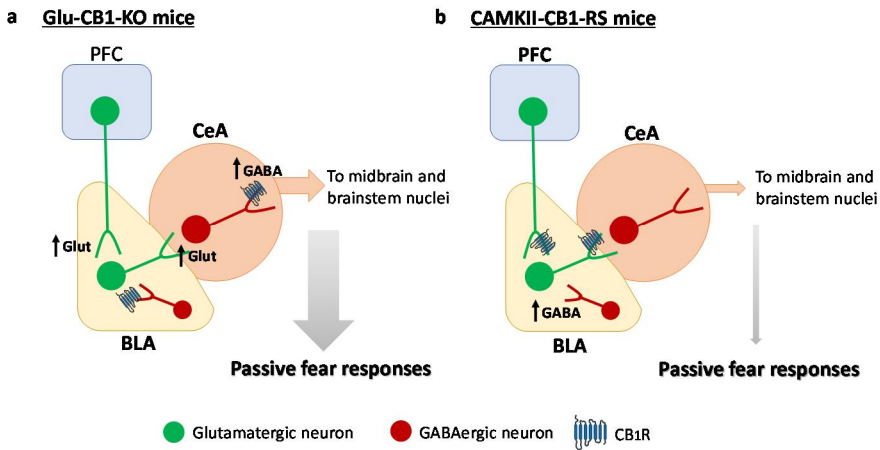 a Glu-CB1-KO mice
PFC
CeA
↑ GABA
To midbrain and
brainstem nuclei
↑ Glut
↑ Glut
BLA
Passive fear responses
b CAMKII-CB1-RS mice
PFC
CeA
To midbrain and
brainstem nuclei
↑ GABA
BLA
Passive fear responses
Glutamatergic neuron
GABAergic neuron
CB1R